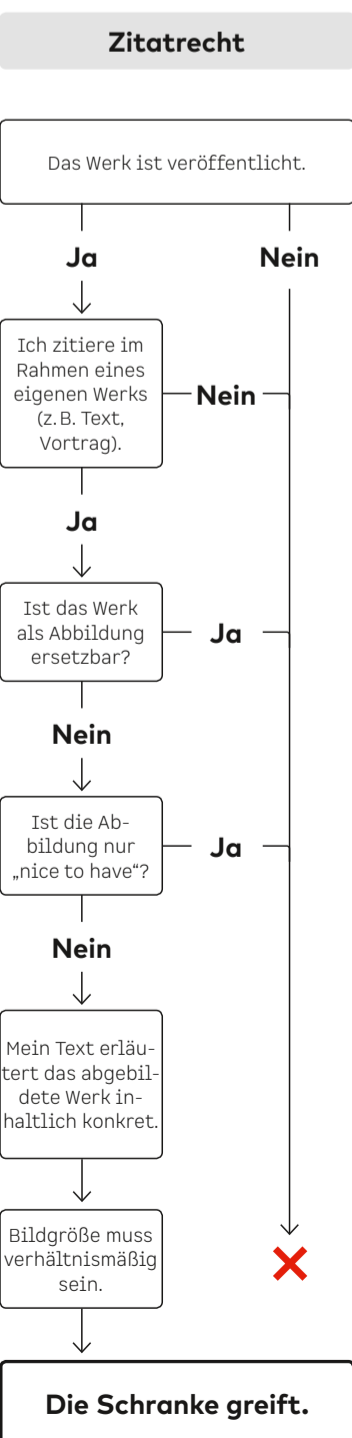 Zitatrecht
Das Werk ist veröffentlicht.
Ja
Nein
Ich zitiere im
Rahmen eines
eigenen Werks
(z. B. Text,
Vortrag).
Nein
Ja
Ist das Werk
als Abbildung
ersetzbar?
Ja
Nein
Ist die Ab-
bildung nur
„nice to have“?
Ja
Nein
Mein Text erläu-
tert das abgebil-
dete Werk in-
haltlich konkret.
Bildgröße muss
verhältnismäßig
sein.
Die Schranke greift.